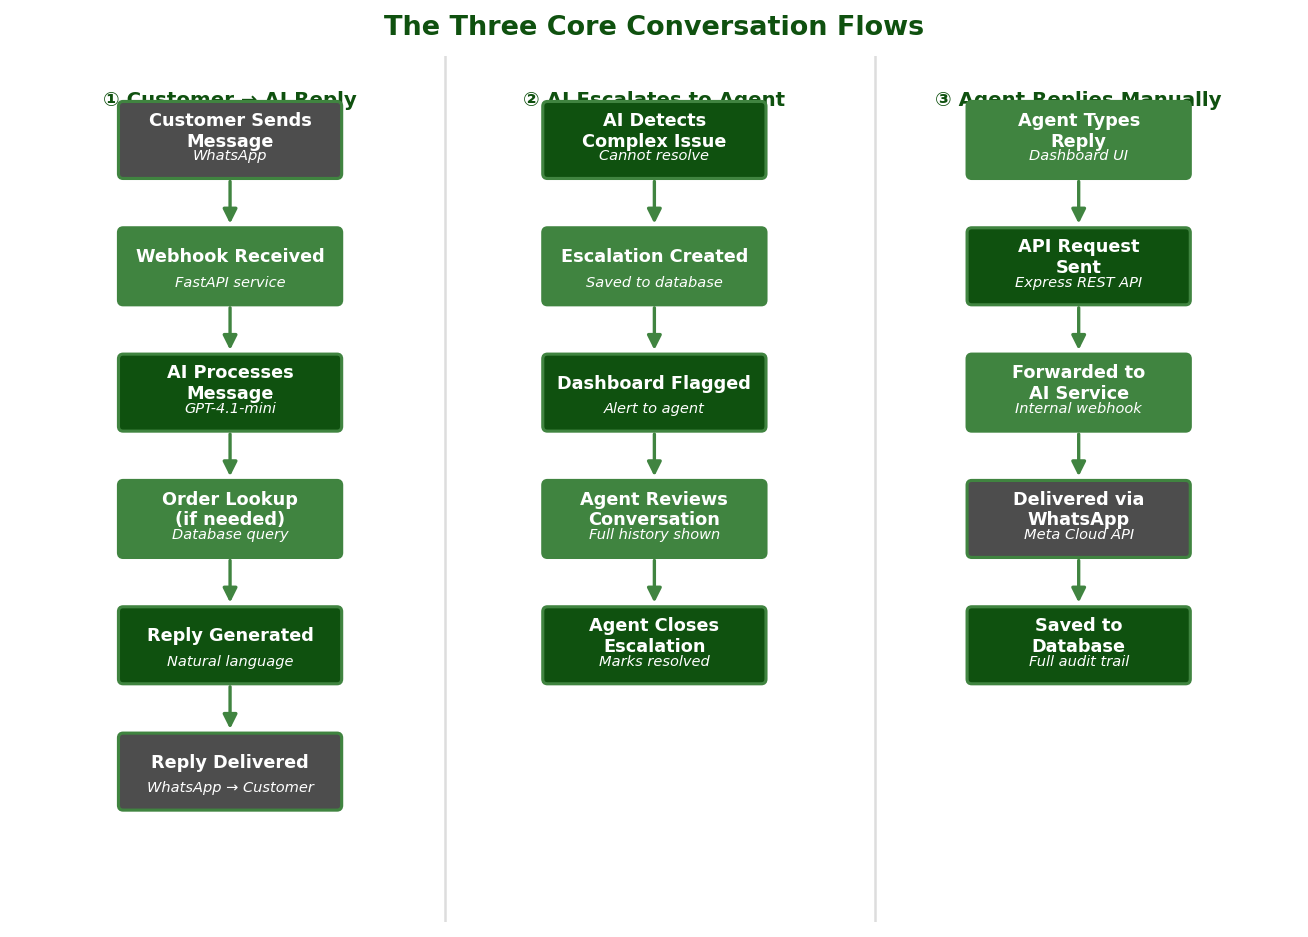 The Three Core Conversation Flows
① Customer → AI Reply
Customer Sends
Message
WhatsApp
Webhook Received
FastAPI service
AI Processes
Message
GPT-4.1-mini
Order Lookup
(if needed)
Database query
Reply Generated
Natural language
Reply Delivered
WhatsApp → Customer
② AI Escalates to Agent
AI Detects
Complex Issue
Cannot resolve
Escalation Created
Saved to database
Dashboard Flagged
Alert to agent
Agent Reviews
Conversation
Full history shown
Agent Closes
Escalation
Marks resolved
③ Agent Replies Manually
Agent Types
Reply
Dashboard UI
API Request
Sent
Express REST API
Forwarded to
AI Service
Internal webhook
Delivered via
WhatsApp
Meta Cloud API
Saved to
Database
Full audit trail